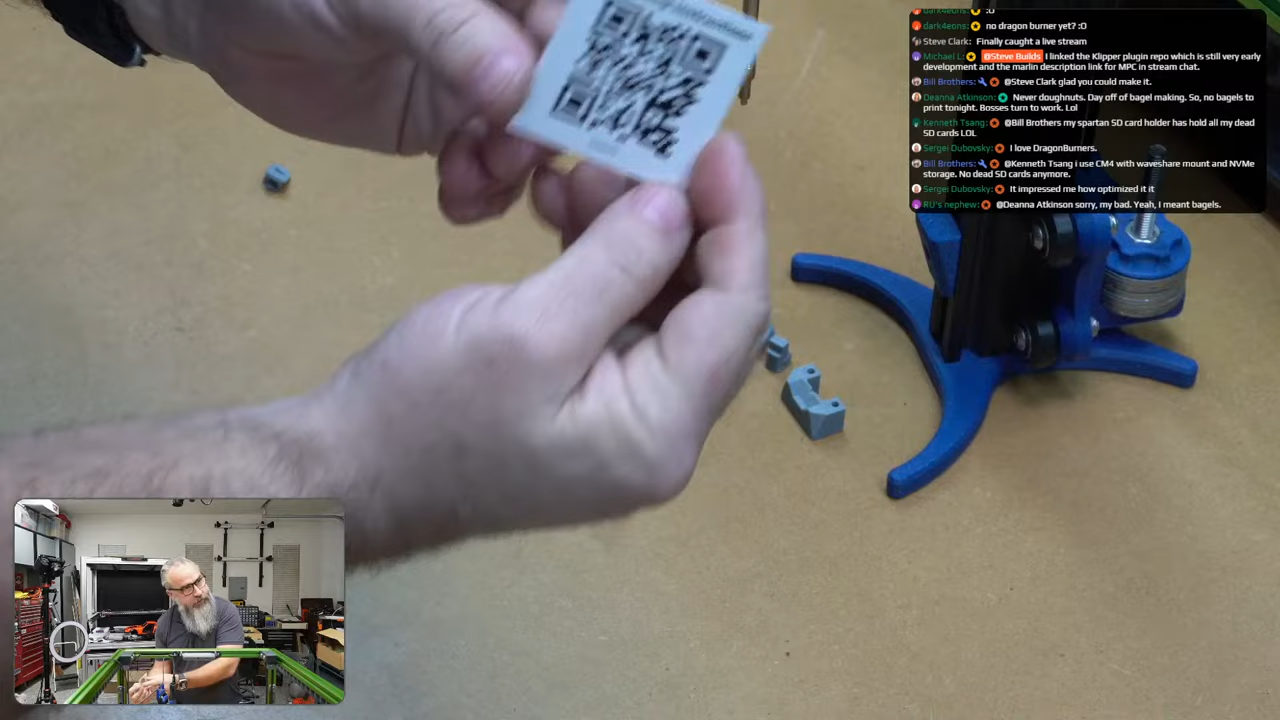 dark4eons: :O
dark4eons: no dragon burner yet? :O
Steve Clark: Finally caught a live stream
Michael L: @Steve Builds I linked the Klipper plugin repo which is still very early
development and the marlin description link for MPC in stream chat.
Bill Brothers: @Steve Clark glad you could make it.
Deanna Atkinson: Never doughnuts. Day off of bagel making. So, no bagels to
print tonight. Bosses turn to work. Lol
Kenneth Tsang: @Bill Brothers my spartan SD card holder has hold all my dead
SD cards LOL
Sergei Dubovsky: I love DragonBurners.
Bill Brothers: @Kenneth Tsang i use CM4 with waveshare mount and NVMe
storage. No dead SD cards anymore.
Sergei Dubovsky: It impressed me how optimized it it
RU's nephew: @Deanna Atkinson sorry, my bad. Yeah, I meant bagels.